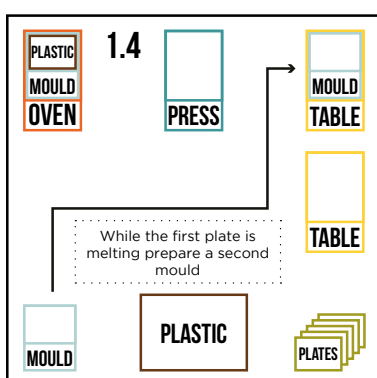 PLASTIC
MOULD
OVEN
1.4
PRESS
MOULD
TABLE
TABLE
While the first plate is
melting prepare a second
mould
MOULD
PLASTIC
PLATES